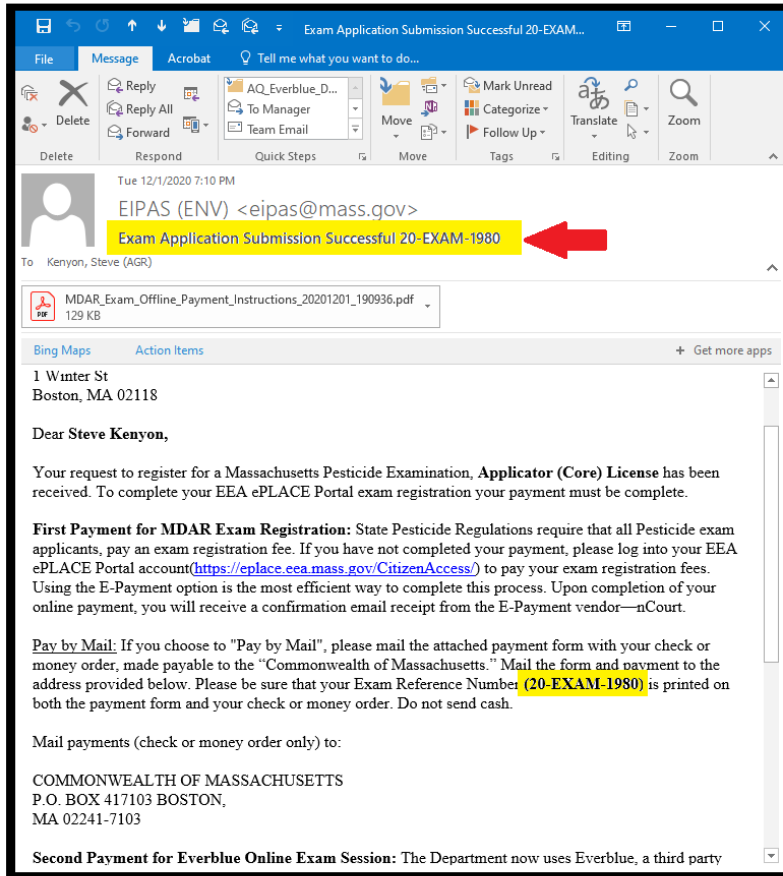 Exam Application Submission Successful 20-EXAM...
File Message Acrobat Tell me what you want to do...
Delete
Reply
Reply All
Forward
AQ_Everblue_D...
To Manager
Team Email
Move
Mark Unread
Categorize
Follow Up
Translate
Zoom
Delete Respond Quick Steps Move Tags Editing Zoom
Tue 12/1/2020 7:10 PM
EIPAS (ENV) <eipas@mass.gov>
Exam Application Submission Successful 20-EXAM-1980
To Kenyon, Steve (AGR)
PDF
MDAR_Exam_Offline_Payment_Instructions_20201201_190936.pdf
129 KB
Bing Maps Action Items + Get more apps
1 Winter St
Boston, MA 02118
Dear Steve Kenyon,
Your request to register for a Massachusetts Pesticide Examination, Applicator (Core) License has been
received. To complete your EEA ePLACE Portal exam registration your payment must be complete.
First Payment for MDAR Exam Registration: State Pesticide Regulations require that all Pesticide exam
applicants, pay an exam registration fee. If you have not completed your payment, please log into your EEA
ePLACE Portal account(https://eplace.eea.mass.gov/CitizenAccess/) to pay your exam registration fees.
Using the E-Payment option is the most efficient way to complete this process. Upon completion of your
online payment, you will receive a confirmation email receipt from the E-Payment vendor—nCourt.
Pay by Mail: If you choose to "Pay by Mail", please mail the attached payment form with your check or
money order, made payable to the “Commonwealth of Massachusetts.” Mail the form and payment to the
address provided below. Please be sure that your Exam Reference Number (20-EXAM-1980) is printed on
both the payment form and your check or money order. Do not send cash.
Mail payments (check or money order only) to:
COMMONWEALTH OF MASSACHUSETTS
P.O. BOX 417103 BOSTON,
MA 02241-7103
Second Payment for Everblue Online Exam Session: The Department now uses Everblue, a third party